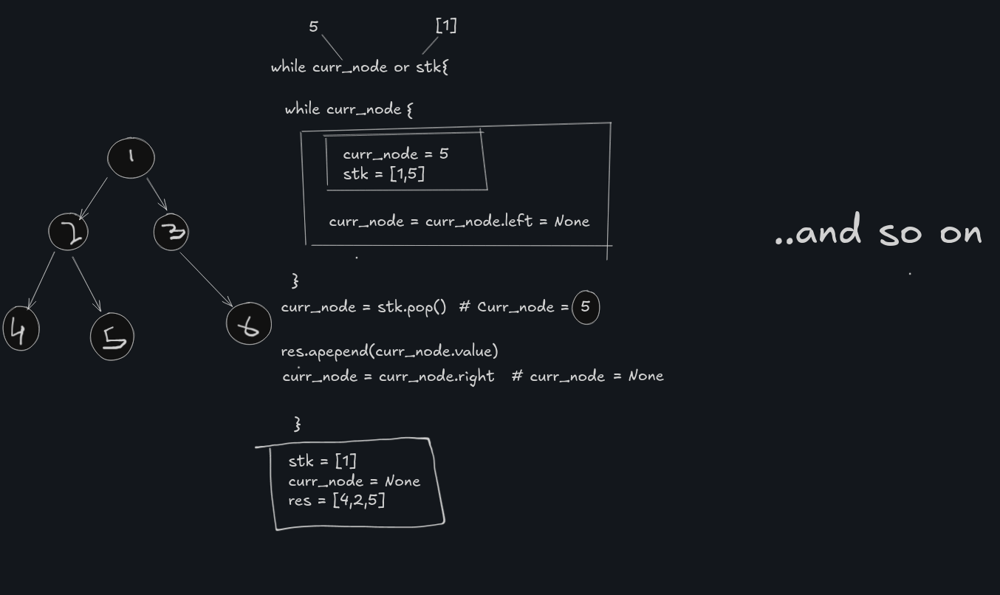 5 [1]
while curr_node or stk{
while curr_node {
curr_node = 5
stk = [1,5]
curr_node = curr_node.left = None
}
curr_node = stk.pop() # Curr_node = 5
res.apepend(curr_node.value)
curr_node = curr_node.right # curr_node = None
}
stk = [1]
curr_node = None
res = [4,2,5]
1
2 3
4 5 6
..and so on